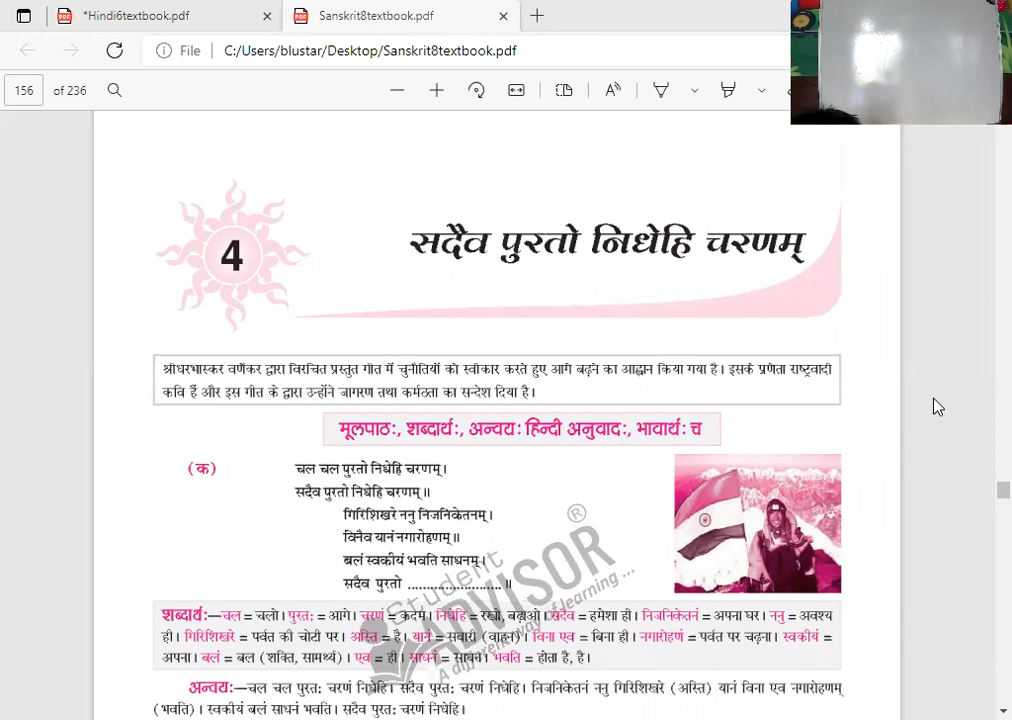 *Hindi6textbook.pdf
Sanskrit8textbook.pdf
File C:/Users/blustar/Desktop/Sanskrit8textbook.pdf
156 of 236
4
सदैव पुरतो निधेहि चरणम्
श्रीधरभास्कर वर्णेकर द्वारा विरचित प्रस्तुत गीत में चुनौतियों को स्वीकार करते हुए आगे बढ़ने का आह्वान किया गया है। इसके प्रणेता राष्ट्रवादी
कवि हैं और इस गीत के द्वारा उन्होंने जागरण तथा कर्मठता का सन्देश दिया है।
मूलपाठः, शब्दार्थः, अन्वयः हिन्दी अनुवादः, भावार्थः च
(क) चल चल पुरतो निधेहि चरणम्।
सदैव पुरतो निधेहि चरणम्॥
गिरिशिखरे ननु निजनिकेतनम्।
विनैव यानं नगारोहणम्॥
बलं स्वकीयं भवति साधनम्।
सदैव पुरतो .........................॥
Student
ADVISOR®
A different way of learning ...
शब्दार्थः—चल = चलो। पुरतः = आगे। चरणं = कदम। निधेहि = रखो, बढ़ाओ। सदैव = हमेशा ही। निजनिकेतनं = अपना घर। ननु = अवश्य
ही। गिरिशिखरे = पर्वत की चोटी पर। अस्ति = है। यानं = सवारी (वाहन)। विना एव = बिना ही। नगारोहणं = पर्वत पर चढ़ना। स्वकीयं =
अपना। बलं = बल (शक्ति, सामर्थ्य)। एव = ही। साधनं = साधन। भवति = होता है, है।
अन्वयः—चल चल पुरतः चरणं निधेहि। सदैव पुरतः चरणं निधेहि। निजनिकेतनं ननु गिरिशिखरे (अस्ति) यानं विना एव नगारोहणम्
(भवति)। स्वकीयं बलं साधनं भवति। सदैव पुरतः चरणं निधेहि।